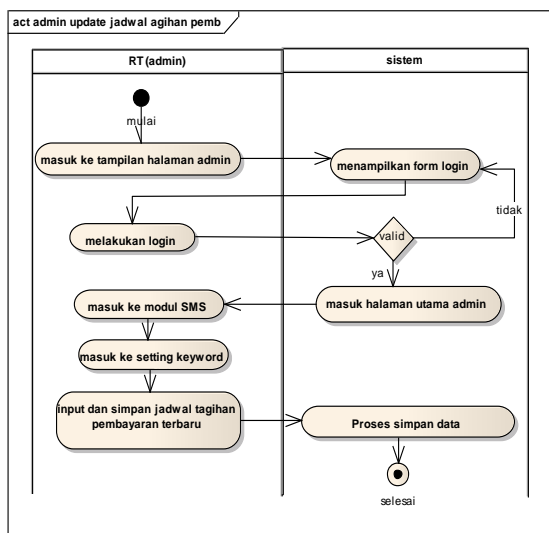 act admin update jadwal agihan pemb
RT(admin)
sistem
mulai
masuk ke tampilan halaman admin
menampilkan form login
tidak
melakukan login
valid
ya
masuk ke modul SMS
masuk halaman utama admin
masuk ke setting keyword
input dan simpan jadwal tagihan
pembayaran terbaru
Proses simpan data
selesai